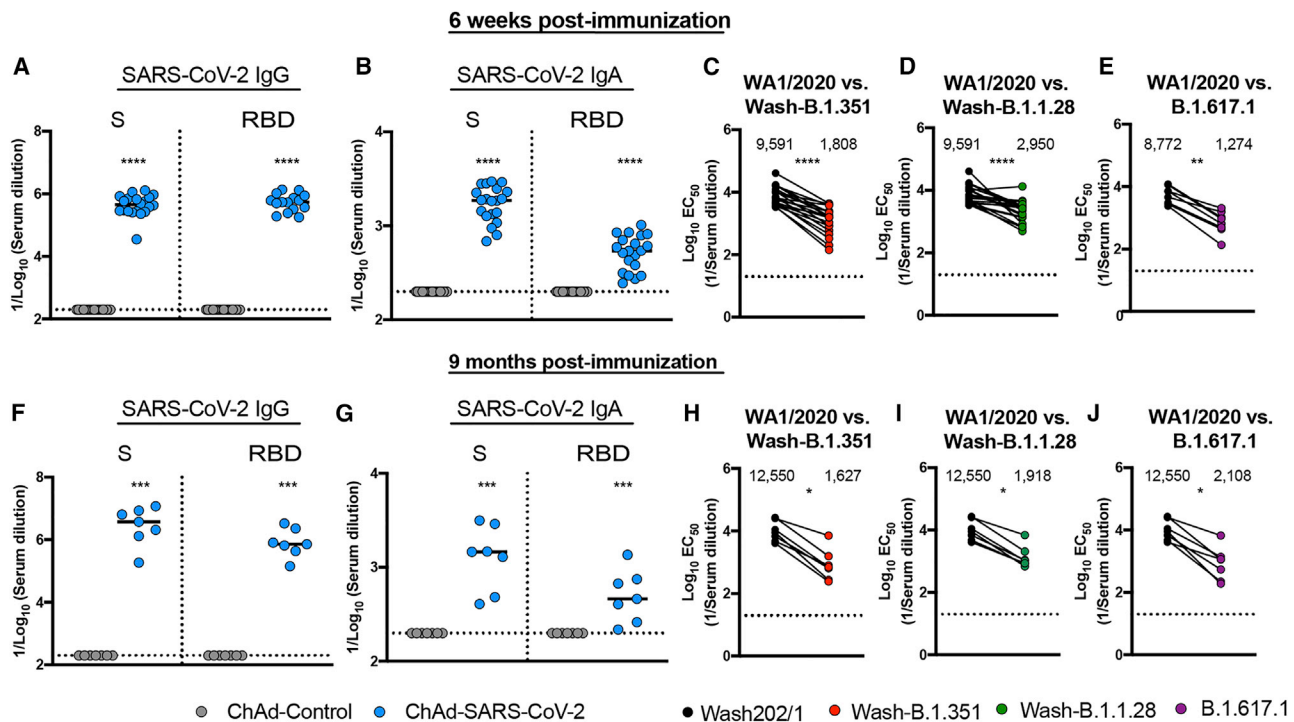 6 weeks post-immunization
A
SARS-CoV-2 IgG
S
RBD
****
****
1/Log10 (Serum dilution)
8
6
4
2
B
SARS-CoV-2 IgA
S
RBD
****
****
1/Log10 (Serum dilution)
4
3
2
C
WA1/2020 vs.
Wash-B.1.351
9,591
1,808
****
Log10 EC50
(1/Serum dilution)
6
4
2
0
D
WA1/2020 vs.
Wash-B.1.1.28
9,591
2,950
****
Log10 EC50
(1/Serum dilution)
6
4
2
0
E
WA1/2020 vs.
B.1.617.1
8,772
1,274
**
Log10 EC50
(1/Serum dilution)
6
4
2
0
9 months post-immunization
F
SARS-CoV-2 IgG
S
RBD
***
***
1/Log10 (Serum dilution)
8
6
4
2
G
SARS-CoV-2 IgA
S
RBD
***
***
1/Log10 (Serum dilution)
4
3
2
H
WA1/2020 vs.
Wash-B.1.351
12,550
1,627
*
Log10 EC50
(1/Serum dilution)
6
4
2
0
I
WA1/2020 vs.
Wash-B.1.1.28
12,550
1,918
*
Log10 EC50
(1/Serum dilution)
6
4
2
0
J
WA1/2020 vs.
B.1.617.1
12,550
2,108
*
Log10 EC50
(1/Serum dilution)
6
4
2
0
ChAd-Control
ChAd-SARS-CoV-2
Wash202/1
Wash-B.1.351
Wash-B.1.1.28
B.1.617.1